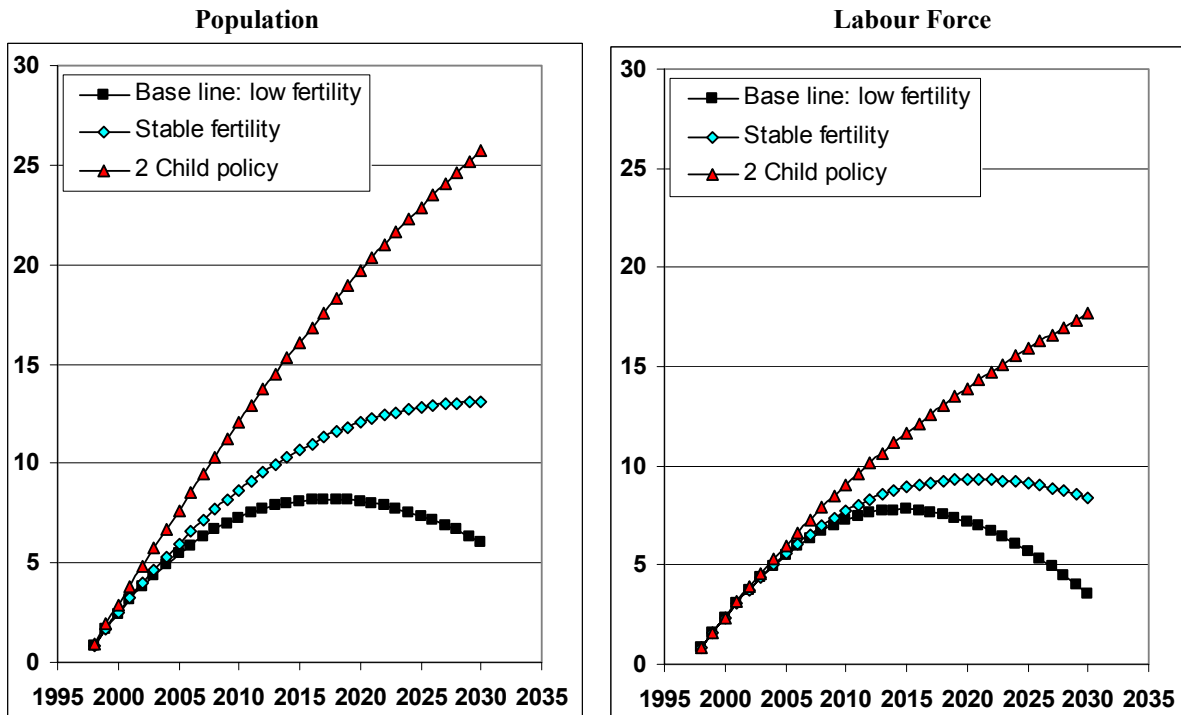 Population
30
25
20
15
10
5
0
Base line: low fertility
Stable fertility
2 Child policy
1995 2000 2005 2010 2015 2020 2025 2030 2035
Labour Force
30
25
20
15
10
5
0
Base line: low fertility
Stable fertility
2 Child policy
1995 2000 2005 2010 2015 2020 2025 2030 2035